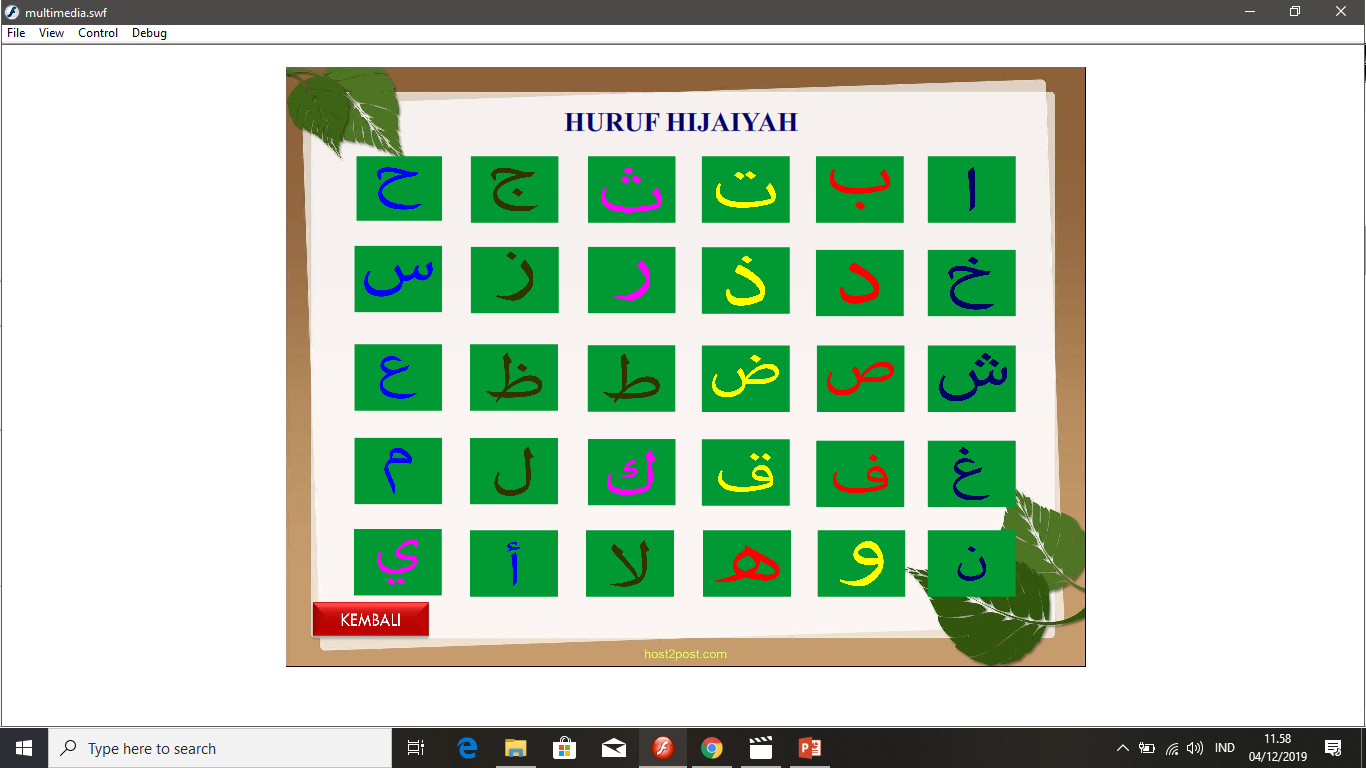 multimedia.swf
File View Control Debug
HURUF HIJAIYAH
ا ب ت ث ج ح
خ د ذ ر ز س
ش ص ض ط ظ ع
غ ف ق ك ل م
ن و ه لا أ ي
KEMBALI
host2post.com
Type here to search
IND
11.58
04/12/2019